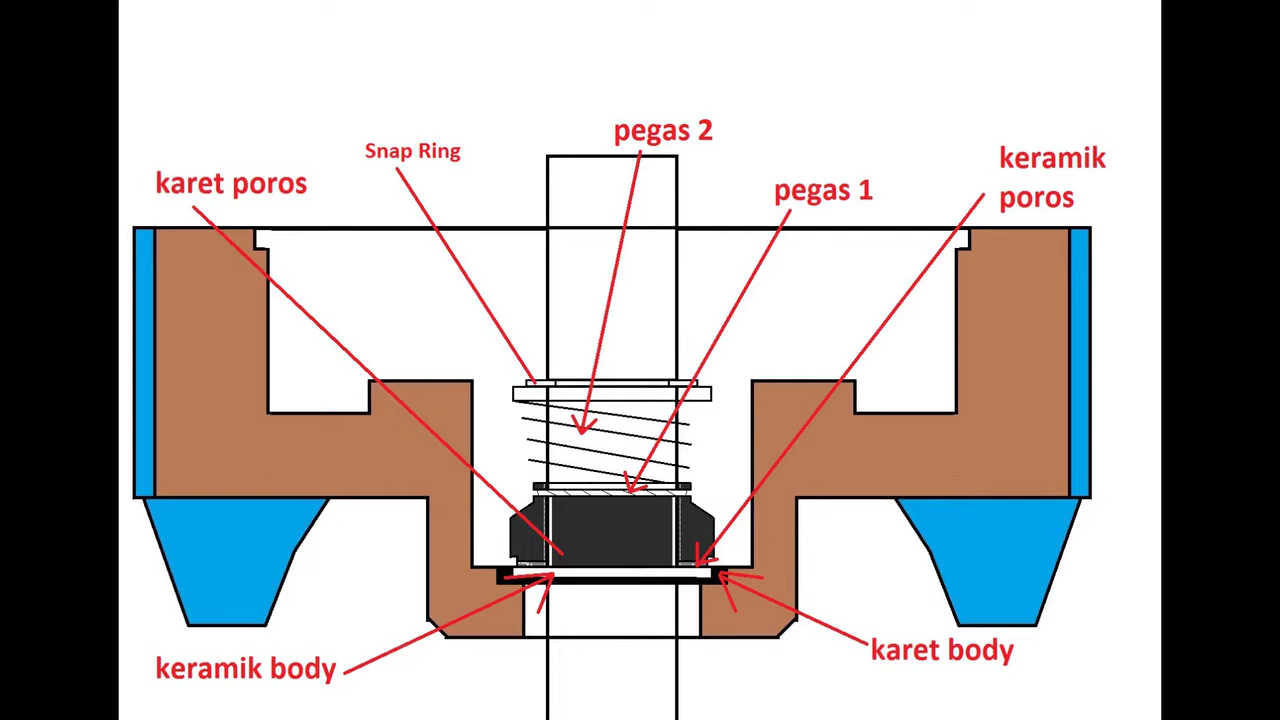 pegas 2
Snap Ring
keramik
poros
karet poros
pegas 1
karet body
keramik body